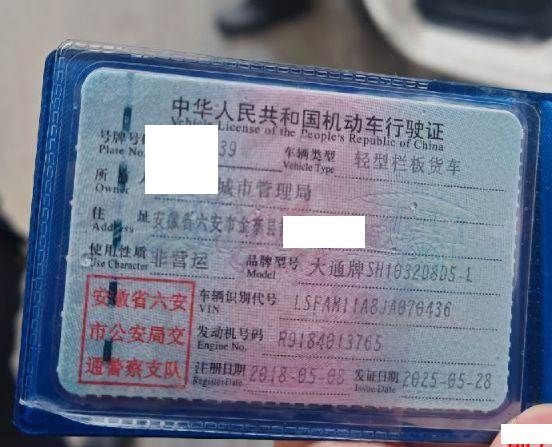 中华人民共和国机动车行驶证
Vehicle License of the People's Republic of China
号牌号 39 车辆类型 轻型栏板货车
Plate No. Vehicle Type
所 人 城市管理局
Owner
住 址 安徽省六安市金寨县
Address
使用性质 非营运 品牌型号 大通牌SH1032D8D5-L
Use Character Model
安徽省六安
市公安局交
通警察支队
车辆识别代号 LSFAM11A8JA070436
VIN
发动机号码 R9184013765
Engine No.
注册日期 2018-05-08 发证日期 2025-05-28
Register Date Issue Date